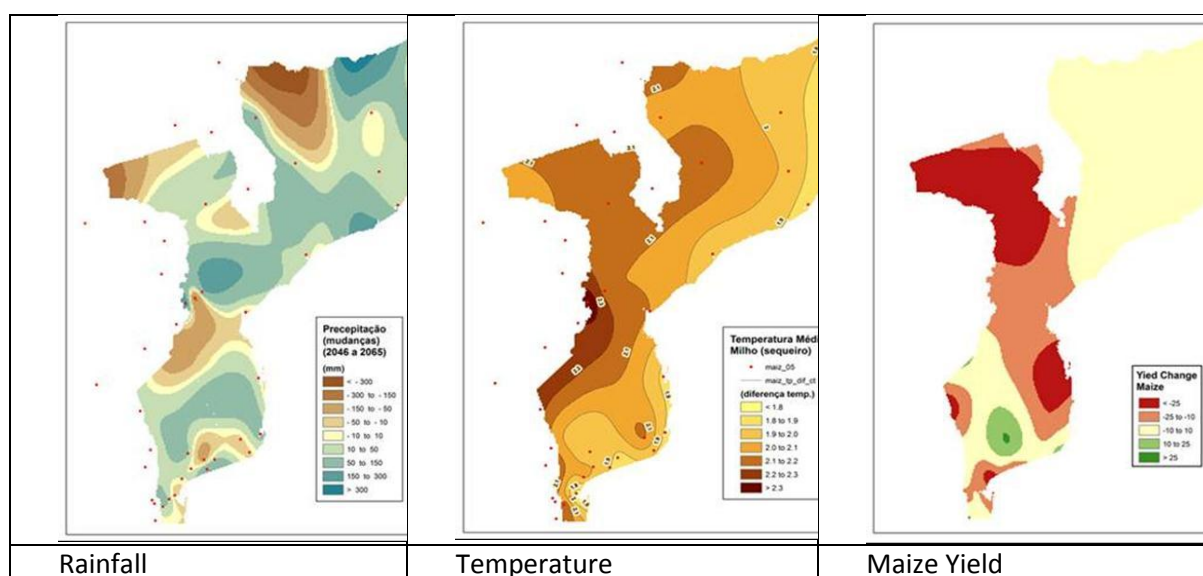 Precepitação
(mudanças)
(2046 a 2065)
(mm)
< - 300
- 300 to - 150
- 150 to - 50
- 50 to - 10
- 10 to 10
10 to 50
50 to 150
150 to 300
> 300
Rainfall
Temperatura Médi
Milho (sequeiro)
maiz_05
maiz_tp_dif_ct
(diferença temp.)
< 1.8
1.8 to 1.9
1.9 to 2.0
2.0 to 2.1
2.1 to 2.2
2.2 to 2.3
> 2.3
Temperature
Yied Change
Maize
< -25
-25 to -10
-10 to 10
10 to 25
> 25
Maize Yield